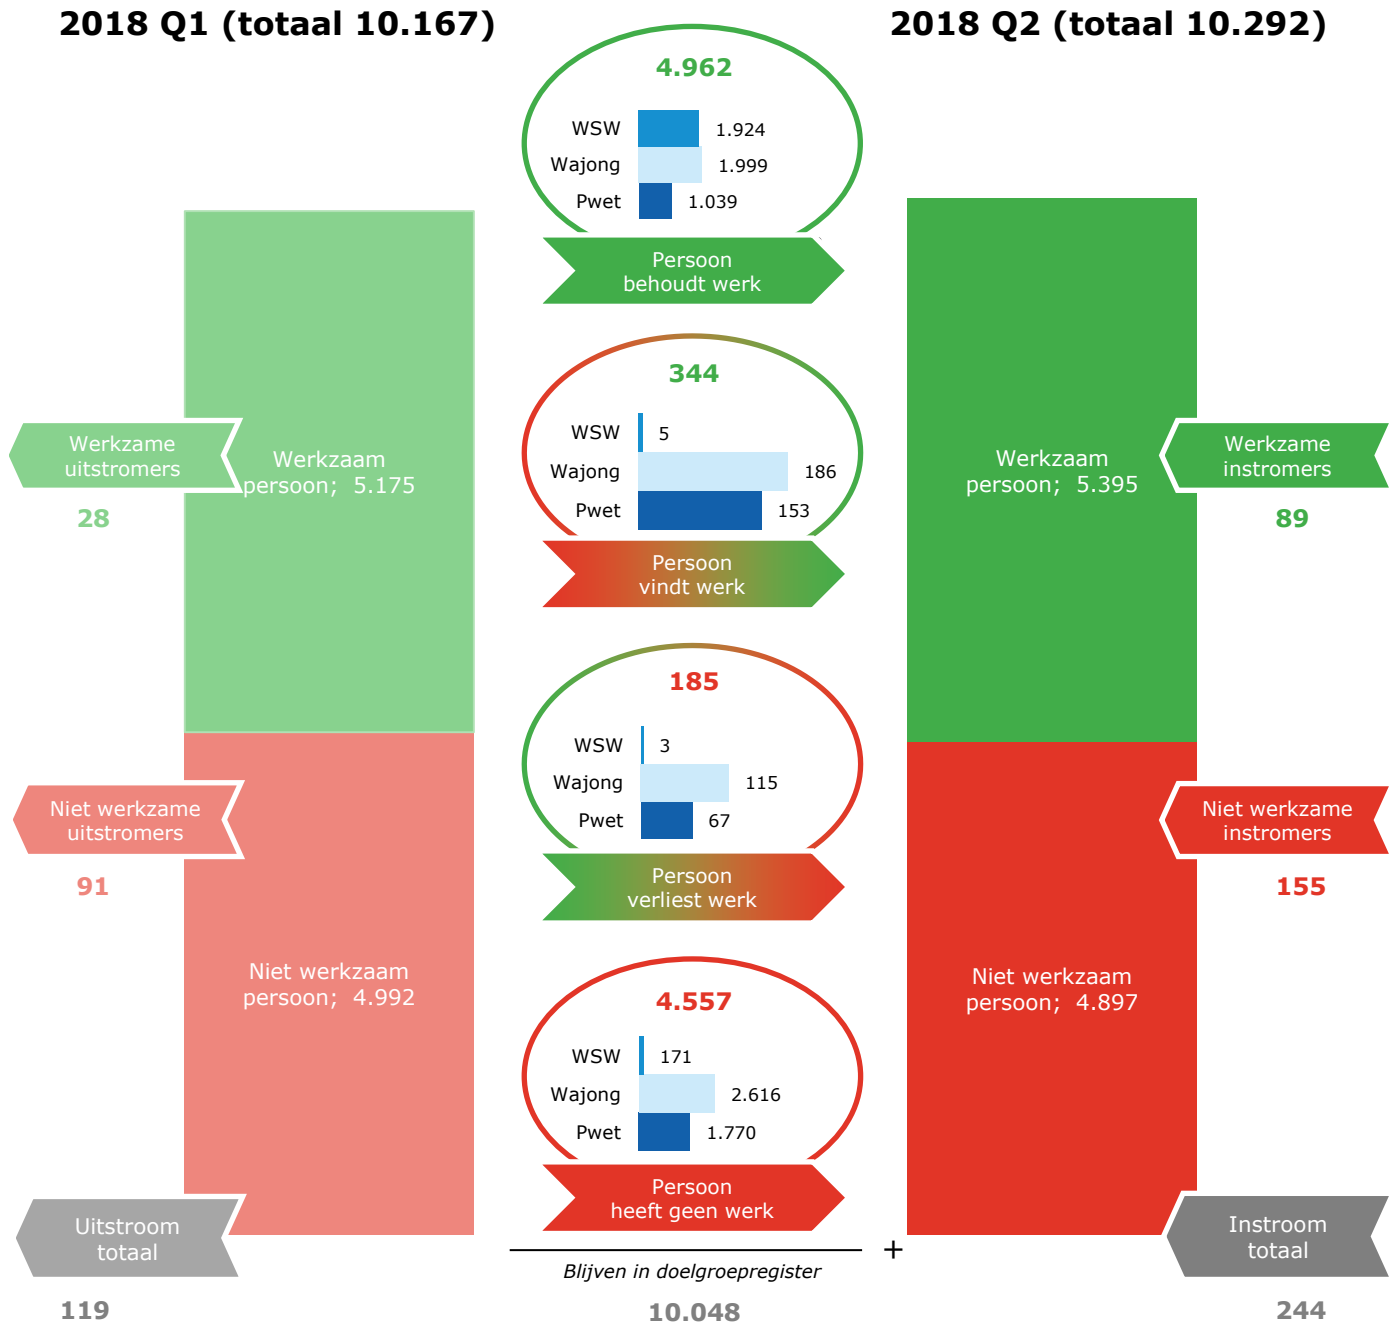 2018 Q1 (totaal 10.167)
2018 Q2 (totaal 10.292)
4.962
WSW 1.924
Wajong 1.999
Pwet 1.039
Persoon
behoudt werk
344
WSW 5
Wajong 186
Pwet 153
Persoon
vindt werk
185
WSW 3
Wajong 115
Pwet 67
Persoon
verliest werk
4.557
WSW 171
Wajong 2.616
Pwet 1.770
Persoon
heeft geen werk
Werkzame
uitstromers
28
Werkzaam
persoon; 5.175
Niet werkzame
uitstromers
91
Niet werkzaam
persoon; 4.992
Uitstroom
totaal
119
Werkzaam
persoon; 5.395
Werkzame
instromers
89
Niet werkzame
instromers
155
Niet werkzaam
persoon; 4.897
Instroom
totaal
244
+
Blijven in doelgroepregister
10.048